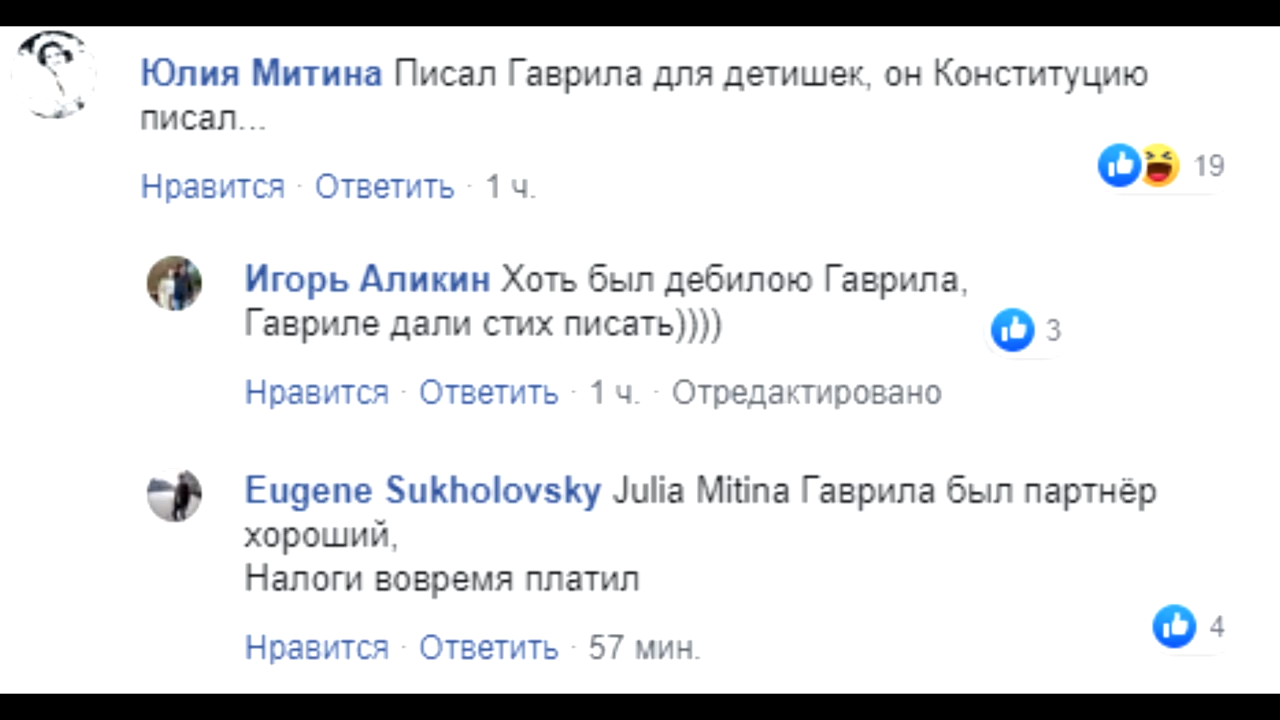 Юлия Митина Писал Гаврила для детишек, он Конституцию
писал...
19
Нравится · Ответить · 1 ч.
Игорь Аликин Хоть был дебилою Гаврила,
Гавриле дали стих писать))))
3
Нравится · Ответить · 1 ч. · Отредактировано
Eugene Sukholovsky Julia Mitina Гаврила был партнёр
хороший,
Налоги вовремя платил
4
Нравится · Ответить · 57 мин.